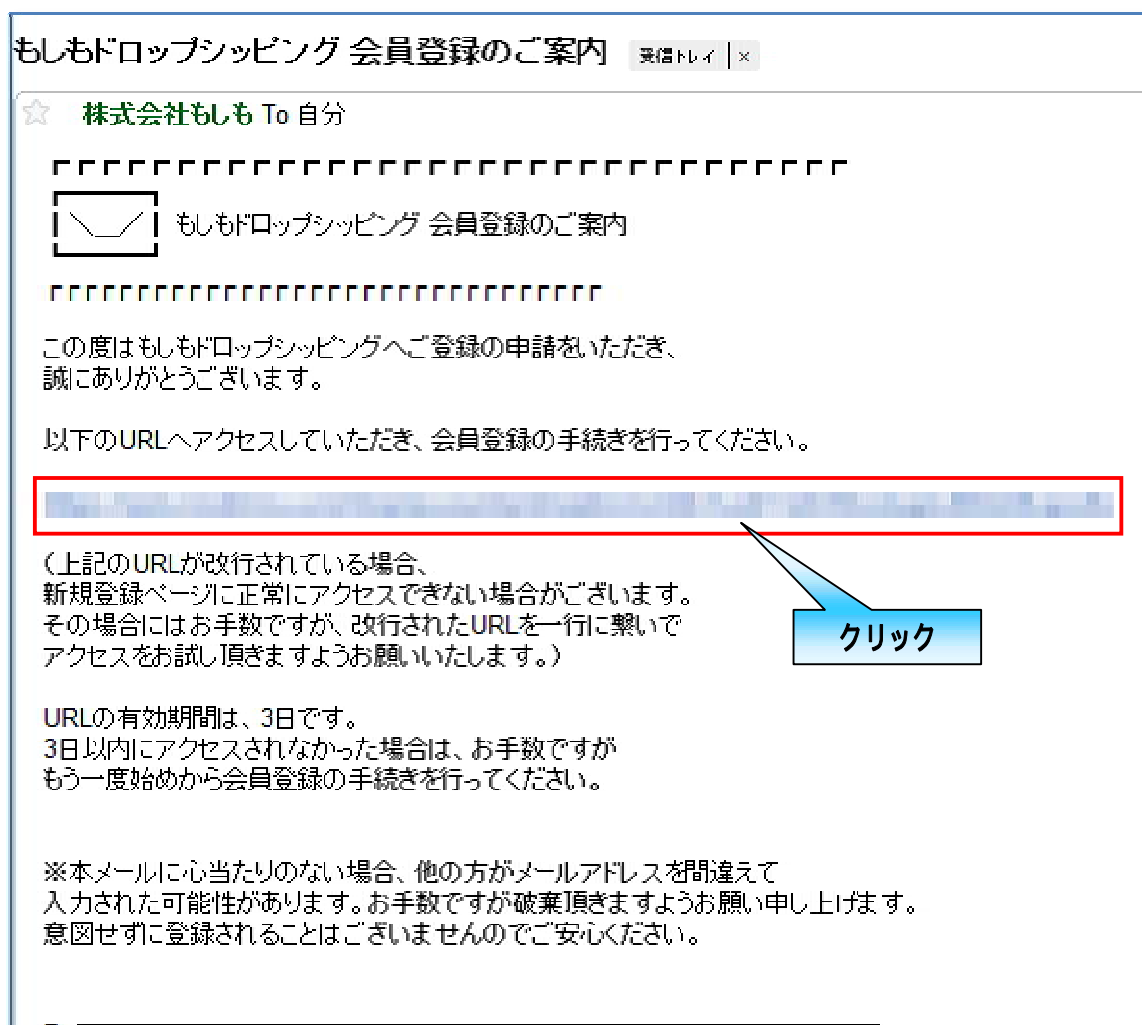 もしもドロップシッピング 会員登録のご案内 受信トレイ ×
株式会社もしも To 自分
┏┏┏┏┏┏┏┏┏┏┏┏┏┏┏┏┏┏┏┏┏┏┏┏┏┏┏┏┏┏┏┏
もしもドロップシッピング 会員登録のご案内
┏┏┏┏┏┏┏┏┏┏┏┏┏┏┏┏┏┏┏┏┏┏┏┏┏┏┏┏┏┏┏┏
この度はもしもドロップシッピングへご登録の申請をいただき、
誠にありがとうございます。
以下のURLへアクセスしていただき、会員登録の手続きを行ってください。
(上記のURLが改行されている場合、
新規登録ページに正常にアクセスできない場合がございます。
その場合にはお手数ですが、改行されたURLを一行に繋いで
アクセスをお試し頂きますようお願いいたします。)
クリック
URLの有効期間は、3日です。
3日以内にアクセスされなかった場合は、お手数ですが
もう一度始めから会員登録の手続きを行ってください。
※本メールに心当たりのない場合、他の方がメールアドレスを間違えて
入力された可能性があります。お手数ですが破棄頂きますようお願い申し上げます。
意図せずに登録されることはございませんのでご安心ください。